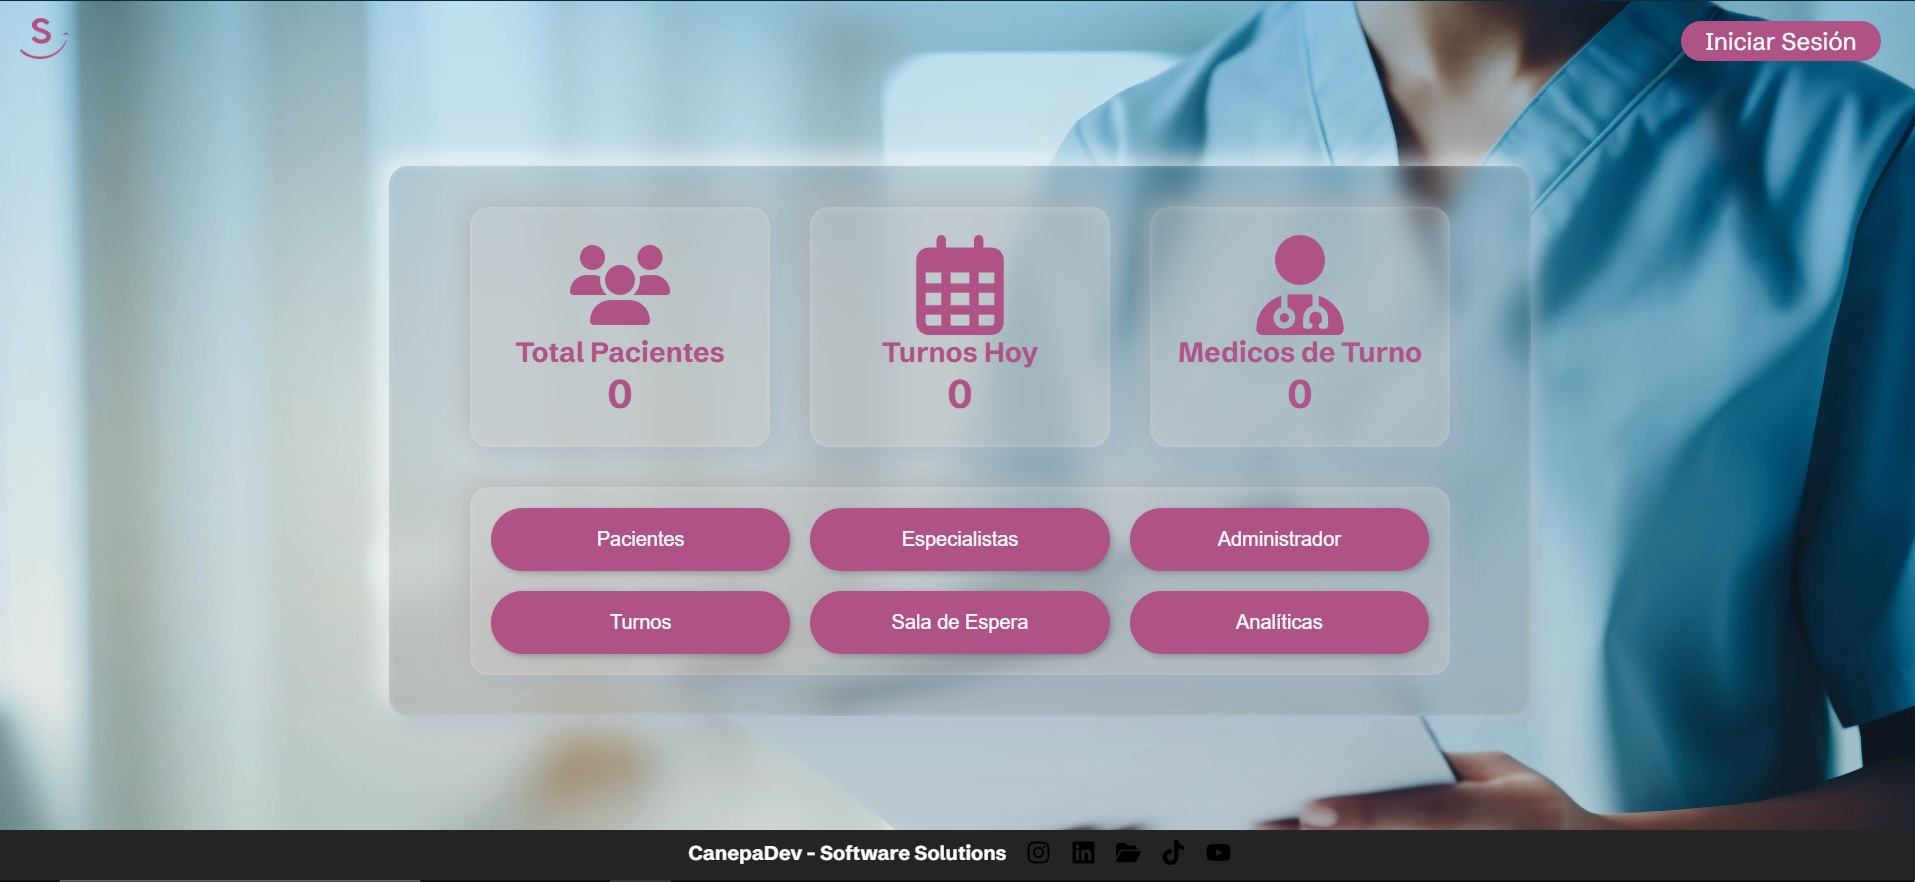 S
Iniciar Sesión
Total Pacientes
0
Turnos Hoy
0
Medicos de Turno
0
Pacientes
Especialistas
Administrador
Turnos
Sala de Espera
Analíticas
CanepaDev - Software Solutions